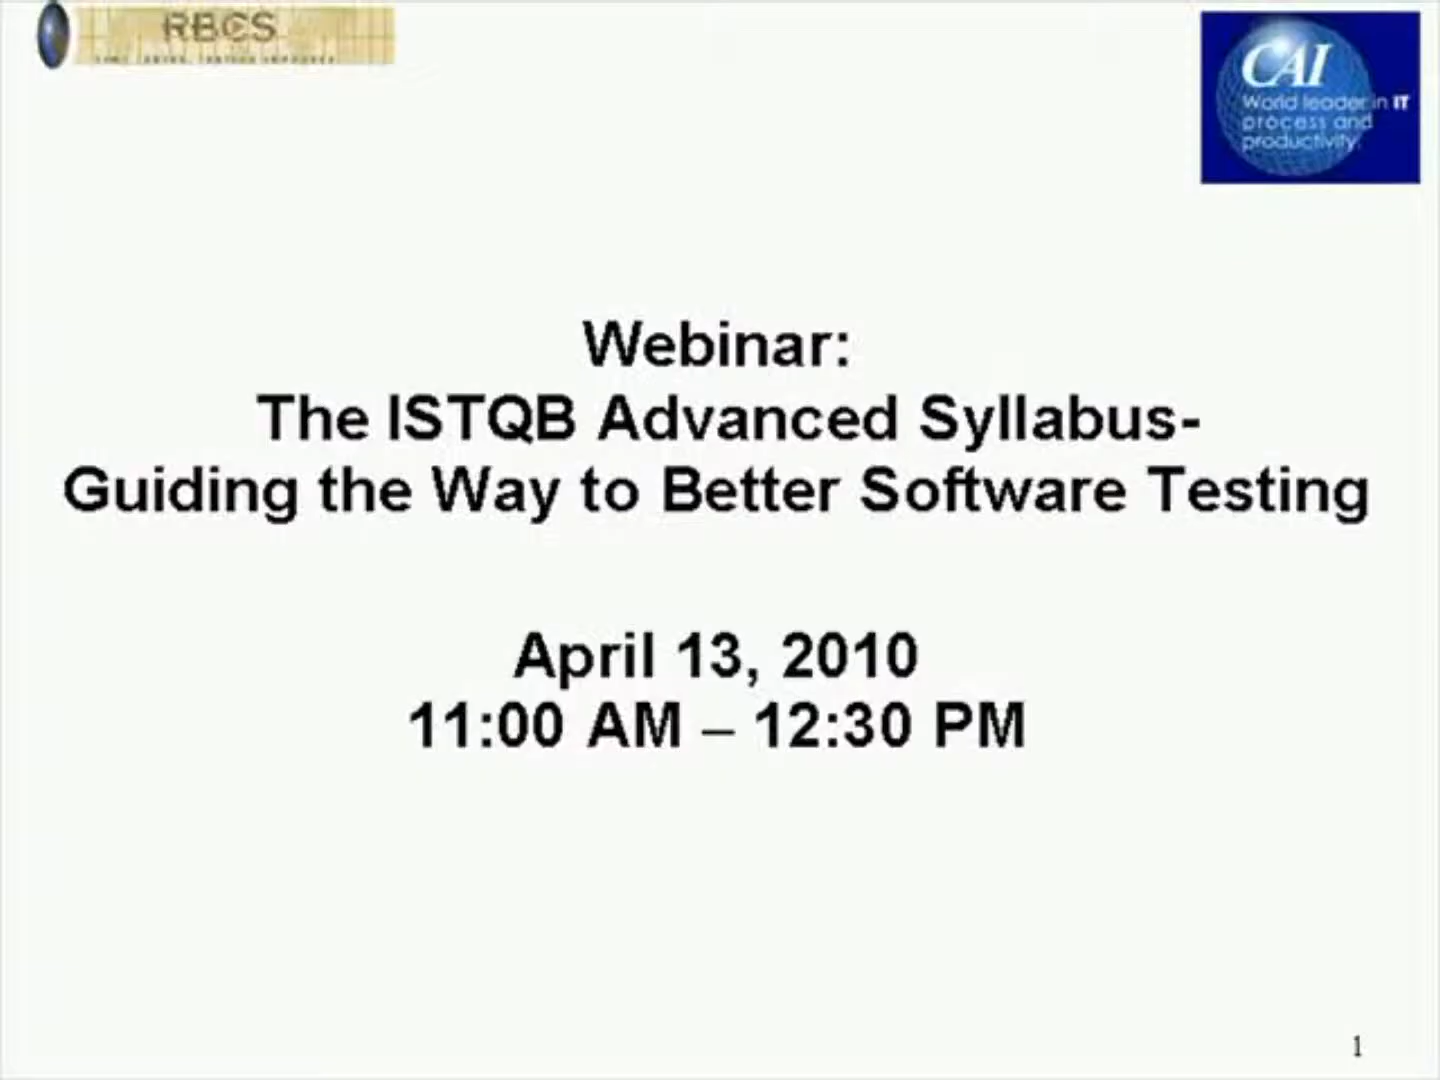 RBCS
CAI
World leader in IT
process and
productivity.
Webinar:
The ISTQB Advanced Syllabus-
Guiding the Way to Better Software Testing
April 13, 2010
11:00 AM – 12:30 PM
1